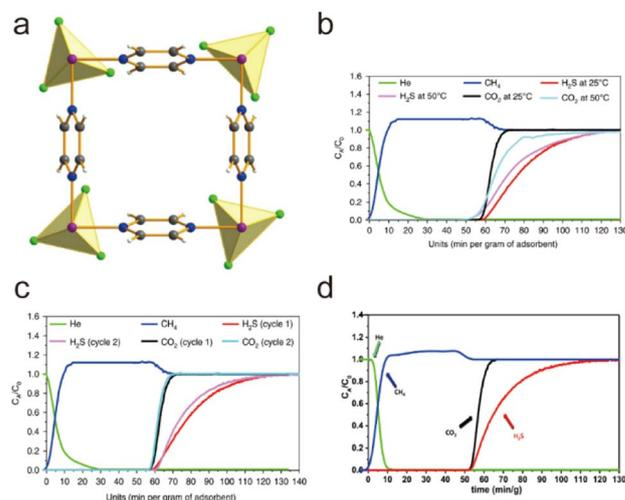 a
b
1.6
1.4
1.2
1.0
0.8
0.6
0.4
0.2
0.0
He
CH₄
H₂S at 25°C
H₂S at 50°C
CO₂ at 25°C
CO₂ at 50°C
Cₐ/C₀
0 10 20 30 40 50 60 70 80 90 100 110 120 130
Units (min per gram of adsorbent)
c
1.6
1.4
1.2
1.0
0.8
0.6
0.4
0.2
0.0
He
CH₄
H₂S (cycle 1)
H₂S (cycle 2)
CO₂ (cycle 1)
CO₂ (cycle 2)
Cₐ/C₀
0 10 20 30 40 50 60 70 80 90 100 110 120 130 140
Units (min per gram of adsorbent)
d
1.4
1.2
1.0
0.8
0.6
0.4
0.2
0.0
He
CH₄
CO₂
H₂S
Cₐ/C₀
0 10 20 30 40 50 60 70 80 90 100 110 120 130
time (min/g)